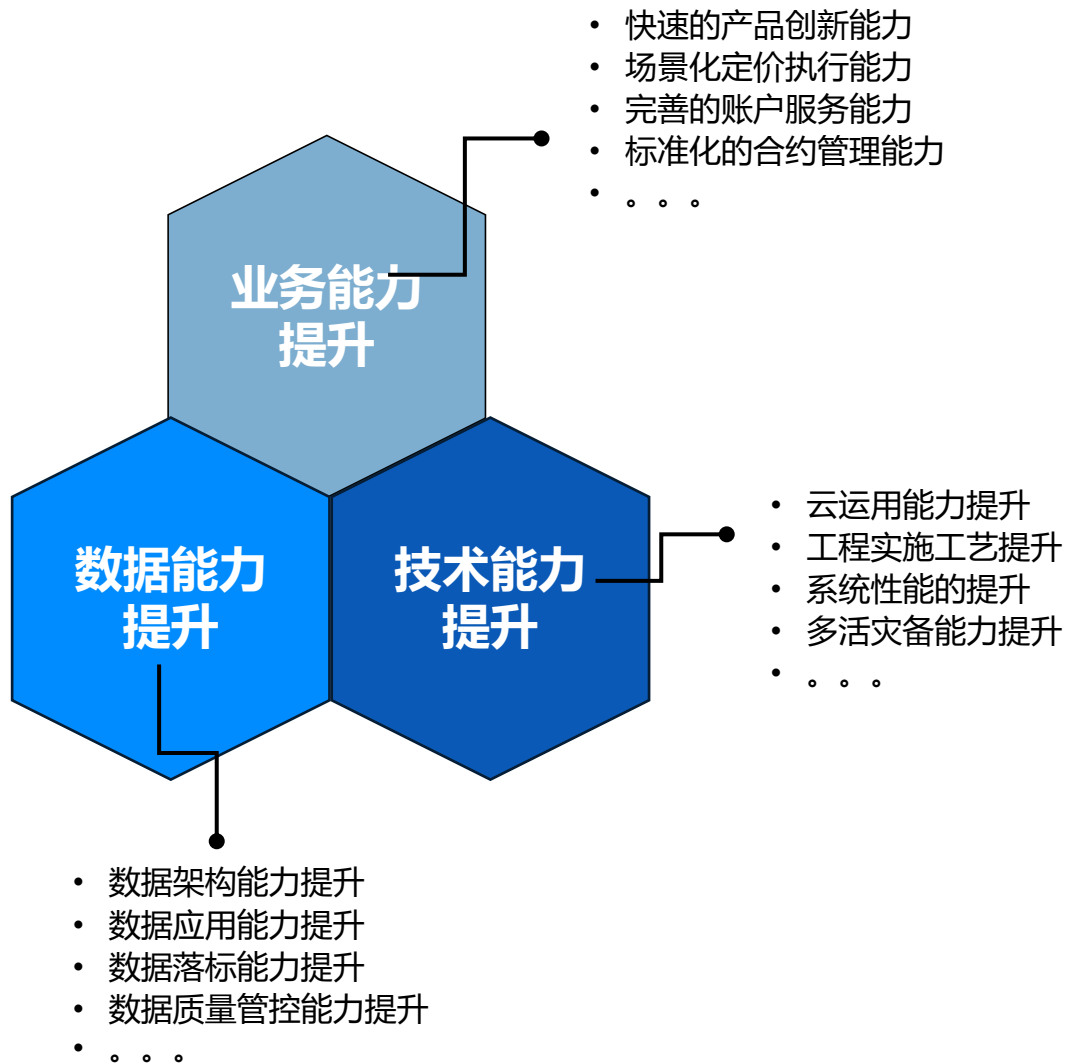 • 快速的产品创新能力
• 场景化定价执行能力
• 完善的账户服务能力
• 标准化的合约管理能力
• 。。。
业务能力
提升
数据能力
提升
技术能力
提升
• 云运用能力提升
• 工程实施工艺提升
• 系统性能的提升
• 多活灾备能力提升
• 。。。
• 数据架构能力提升
• 数据应用能力提升
• 数据落标能力提升
• 数据质量管控能力提升
• 。。。